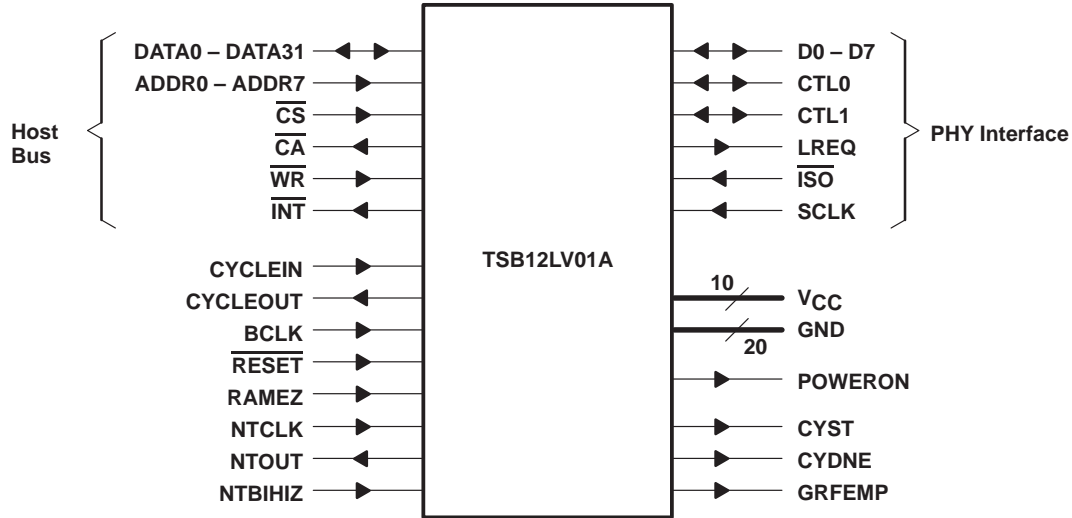 DATA0 – DATA31
ADDR0 – ADDR7
CS
CA
WR
INT
Host
Bus
CYCLEIN
CYCLEOUT
BCLK
RESET
RAMEZ
NTCLK
NTOUT
NTBIHIZ
TSB12LV01A
D0 – D7
CTL0
CTL1
LREQ
ISO
SCLK
PHY Interface
10
VCC
GND
20
POWERON
CYST
CYDNE
GRFEMP